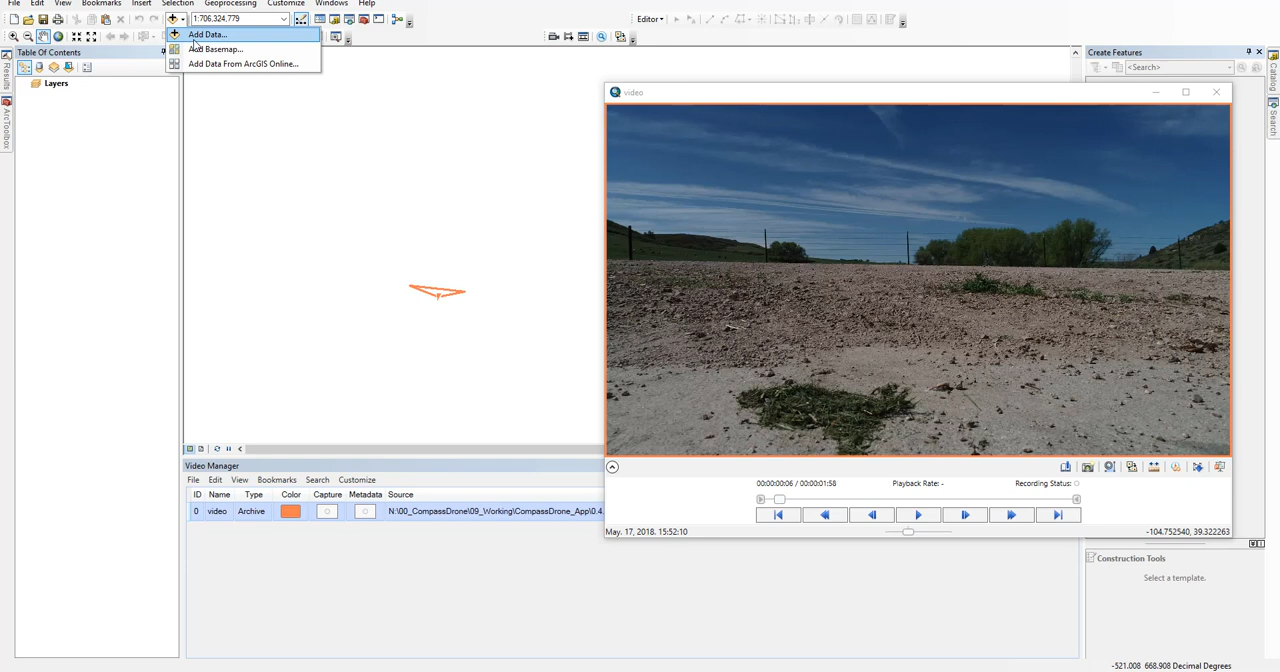 File Edit View Bookmarks Insert Selection Geoprocessing Customize Windows Help
1:706,324,779
Editor
Add Data...
Add Basemap...
Add Data From ArcGIS Online...
Table Of Contents
Layers
Results
ArcToolbox
Create Features
<Search>
Catalog
Search
video
00:00:00:06 / 00:00:01:58 Playback Rate: - Recording Status:
May. 17, 2018. 15:52:10 -104.752540, 39.322263
Video Manager
File Edit View Bookmarks Search Customize
ID Name Type Color Capture Metadata Source
0 video Archive N:\00_CompassDrone\09_Working\CompassDrone_App\0.4.
Construction Tools
Select a template.
-521.008 668.908 Decimal Degrees